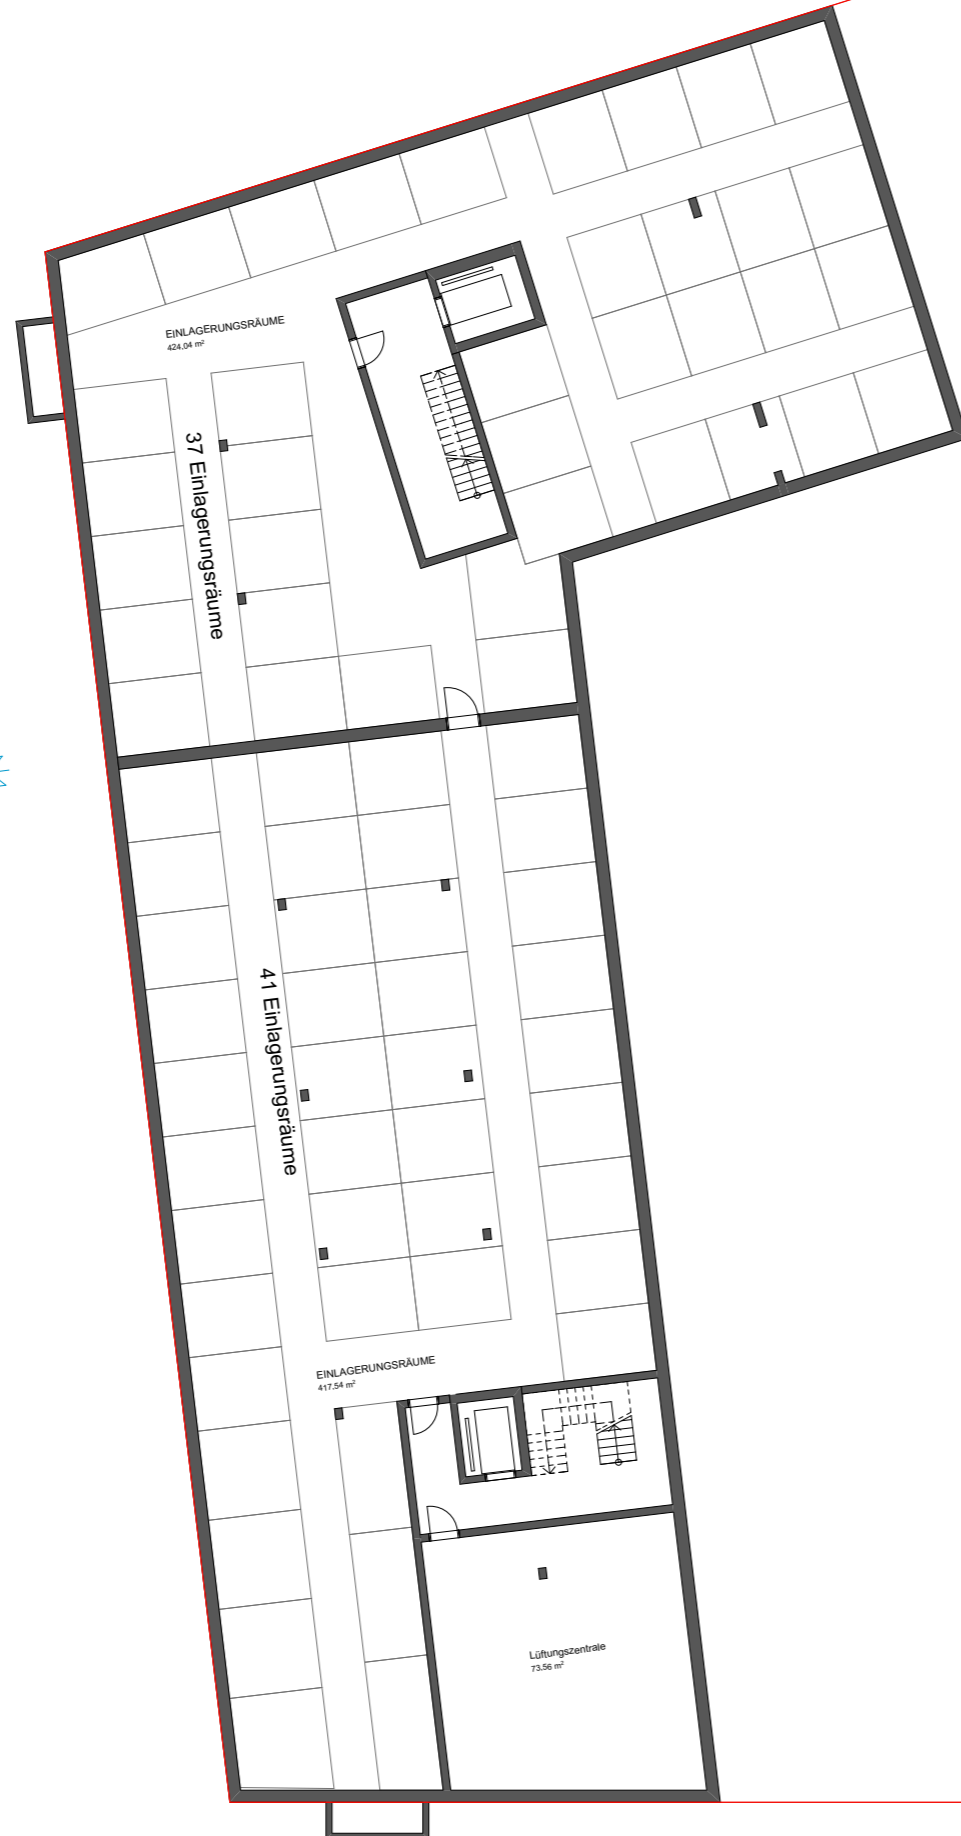 EINLAGERUNGSRÄUME
424,04 m²
37 Einlagerungsräume
41 Einlagerungsräume
EINLAGERUNGSRÄUME
417,54 m²
Lüftungszentrale
73,56 m²